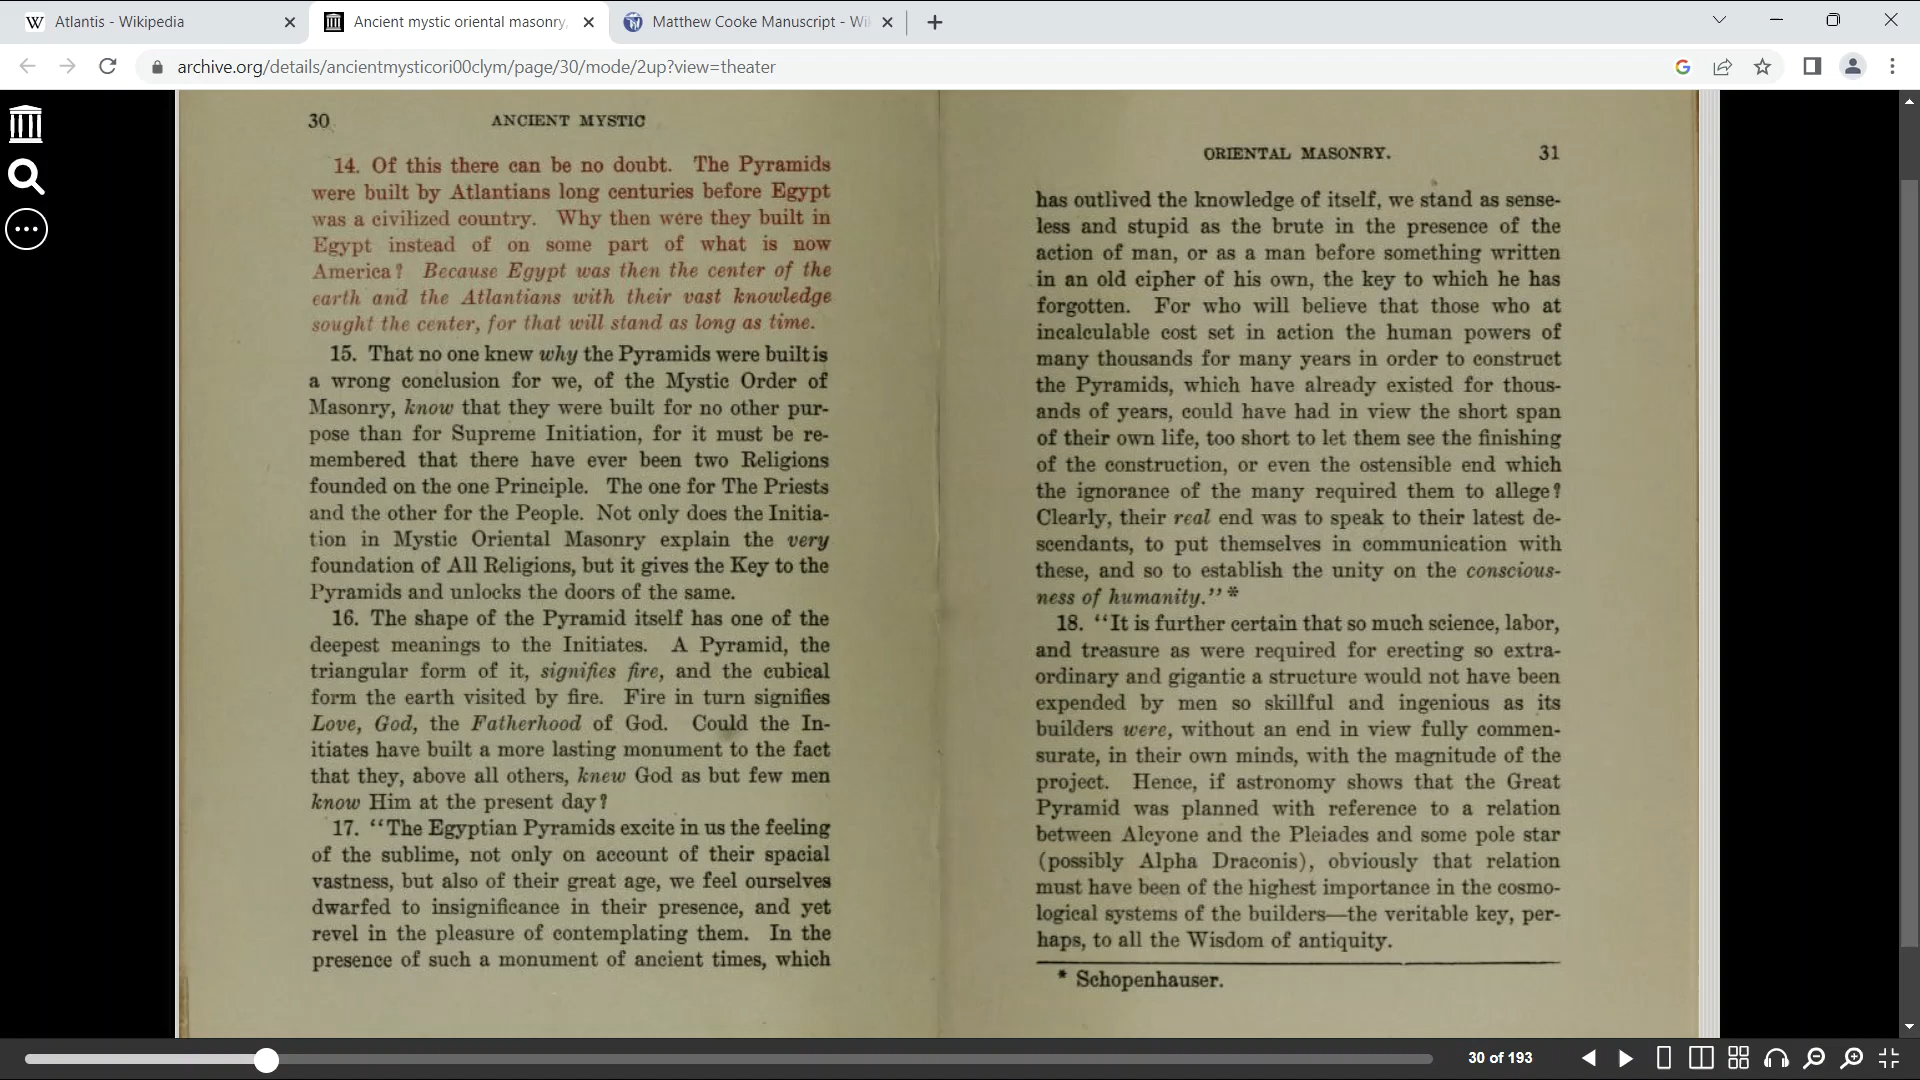 Atlantis - Wikipedia
Ancient mystic oriental masonry,
Matthew Cooke Manuscript - Wi
archive.org/details/ancientmysticori00clym/page/30/mode/2up?view=theater
30 ANCIENT MYSTIC
14. Of this there can be no doubt. The Pyramids
were built by Atlantians long centuries before Egypt
was a civilized country. Why then were they built in
Egypt instead of on some part of what is now
America? Because Egypt was then the center of the
earth and the Atlantians with their vast knowledge
sought the center, for that will stand as long as time.
15. That no one knew why the Pyramids were built is
a wrong conclusion for we, of the Mystic Order of
Masonry, know that they were built for no other pur-
pose than for Supreme Initiation, for it must be re-
membered that there have ever been two Religions
founded on the one Principle. The one for The Priests
and the other for the People. Not only does the Initia-
tion in Mystic Oriental Masonry explain the very
foundation of All Religions, but it gives the Key to the
Pyramids and unlocks the doors of the same.
16. The shape of the Pyramid itself has one of the
deepest meanings to the Initiates. A Pyramid, the
triangular form of it, signifies fire, and the cubical
form the earth visited by fire. Fire in turn signifies
Love, God, the Fatherhood of God. Could the In-
itiates have built a more lasting monument to the fact
that they, above all others, knew God as but few men
know Him at the present day?
17. "The Egyptian Pyramids excite in us the feeling
of the sublime, not only on account of their spacial
vastness, but also of their great age, we feel ourselves
dwarfed to insignificance in their presence, and yet
revel in the pleasure of contemplating them. In the
presence of such a monument of ancient times, which
ORIENTAL MASONRY. 31
has outlived the knowledge of itself, we stand as sense-
less and stupid as the brute in the presence of the
action of man, or as a man before something written
in an old cipher of his own, the key to which he has
forgotten. For who will believe that those who at
incalculable cost set in action the human powers of
many thousands for many years in order to construct
the Pyramids, which have already existed for thous-
ands of years, could have had in view the short span
of their own life, too short to let them see the finishing
of the construction, or even the ostensible end which
the ignorance of the many required them to allege?
Clearly, their real end was to speak to their latest de-
scendants, to put themselves in communication with
these, and so to establish the unity on the conscious-
ness of humanity." *
18. "It is further certain that so much science, labor,
and treasure as were required for erecting so extra-
ordinary and gigantic a structure would not have been
expended by men so skillful and ingenious as its
builders were, without an end in view fully commen-
surate, in their own minds, with the magnitude of the
project. Hence, if astronomy shows that the Great
Pyramid was planned with reference to a relation
between Alcyone and the Pleiades and some pole star
(possibly Alpha Draconis), obviously that relation
must have been of the highest importance in the cosmo-
logical systems of the builders—the veritable key, per-
haps, to all the Wisdom of antiquity.
* Schopenhauser.
30 of 193